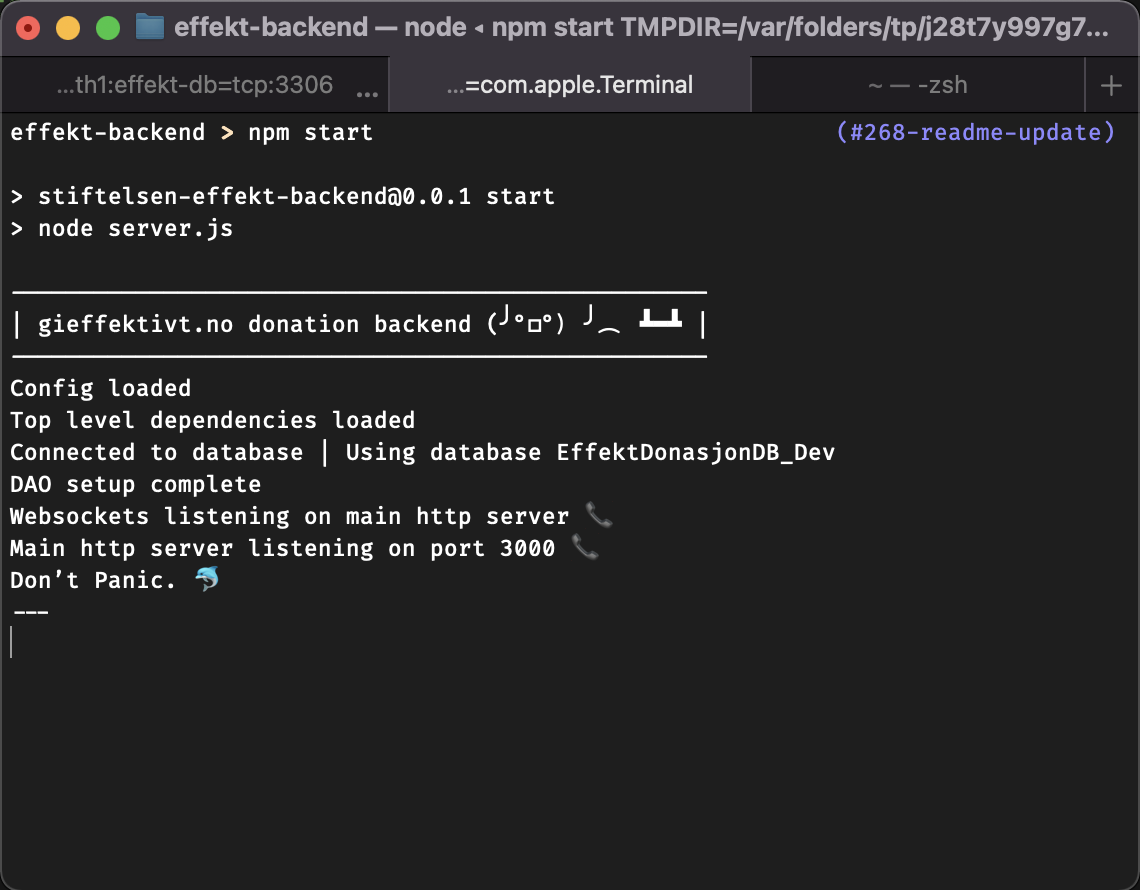 effekt-backend — node ◂ npm start TMPDIR=/var/folders/tp/j28t7y997g7...
...th1:effekt-db=tcp:3306 ...
...=com.apple.Terminal
~ — -zsh
effekt-backend > npm start (#268-readme-update)
> stiftelsen-effekt-backend@0.0.1 start
> node server.js
| gieffektivt.no donation backend (╯°□°) ╯︵ ┻━┻ |
Config loaded
Top level dependencies loaded
Connected to database | Using database EffektDonasjonDB_Dev
DAO setup complete
Websockets listening on main http server 📞
Main http server listening on port 3000 📞
Don't Panic. 🐬
---